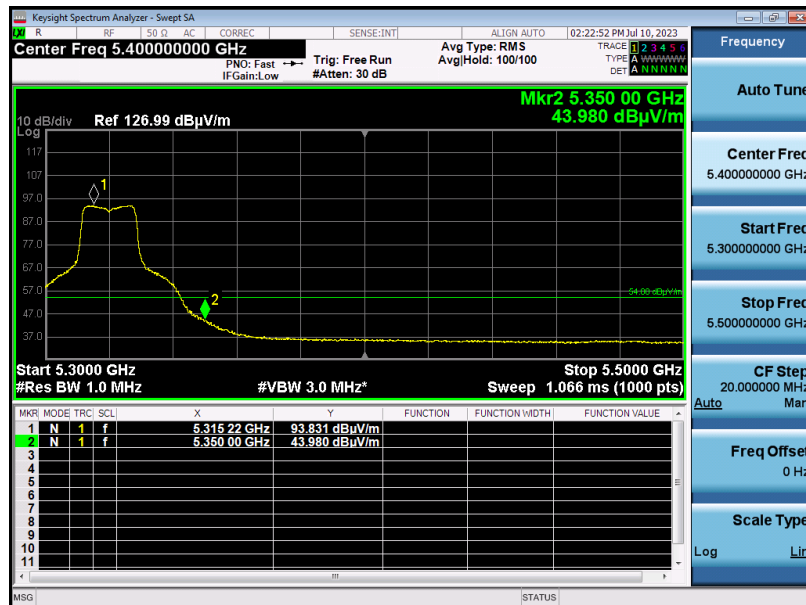 Keysight Spectrum Analyzer - Swept SA
LXI R RF 50 Ω AC CORREC SENSE:INT ALIGN AUTO 02:22:52 PM Jul 10, 2023
Center Freq 5.400000000 GHz
PNO: Fast
IFGain:Low
Trig: Free Run
#Atten: 30 dB
Avg Type: RMS
Avg|Hold: 100/100
TRACE 1 2 3 4 5 6
TYPE A WWWWW
DET A N N N N N
Mkr2 5.350 00 GHz
43.980 dBµV/m
10 dB/div Ref 126.99 dBµV/m
Log
117
107
97.0
87.0
77.0
67.0
57.0
47.0
37.0
1
2
54.00 dBµV/m
Start 5.3000 GHz Stop 5.5000 GHz
#Res BW 1.0 MHz #VBW 3.0 MHz* Sweep 1.066 ms (1000 pts)
MKR MODE TRC SCL X Y FUNCTION FUNCTION WIDTH FUNCTION VALUE
1 N 1 f 5.315 22 GHz 93.831 dBµV/m
2 N 1 f 5.350 00 GHz 43.980 dBµV/m
3
4
5
6
7
8
9
10
11
MSG STATUS
Frequency
Auto Tune
Center Freq
5.400000000 GHz
Start Freq
5.300000000 GHz
Stop Freq
5.500000000 GHz
CF Step
20.000000 MHz
Auto Man
Freq Offset
0 Hz
Scale Type
Log Lin